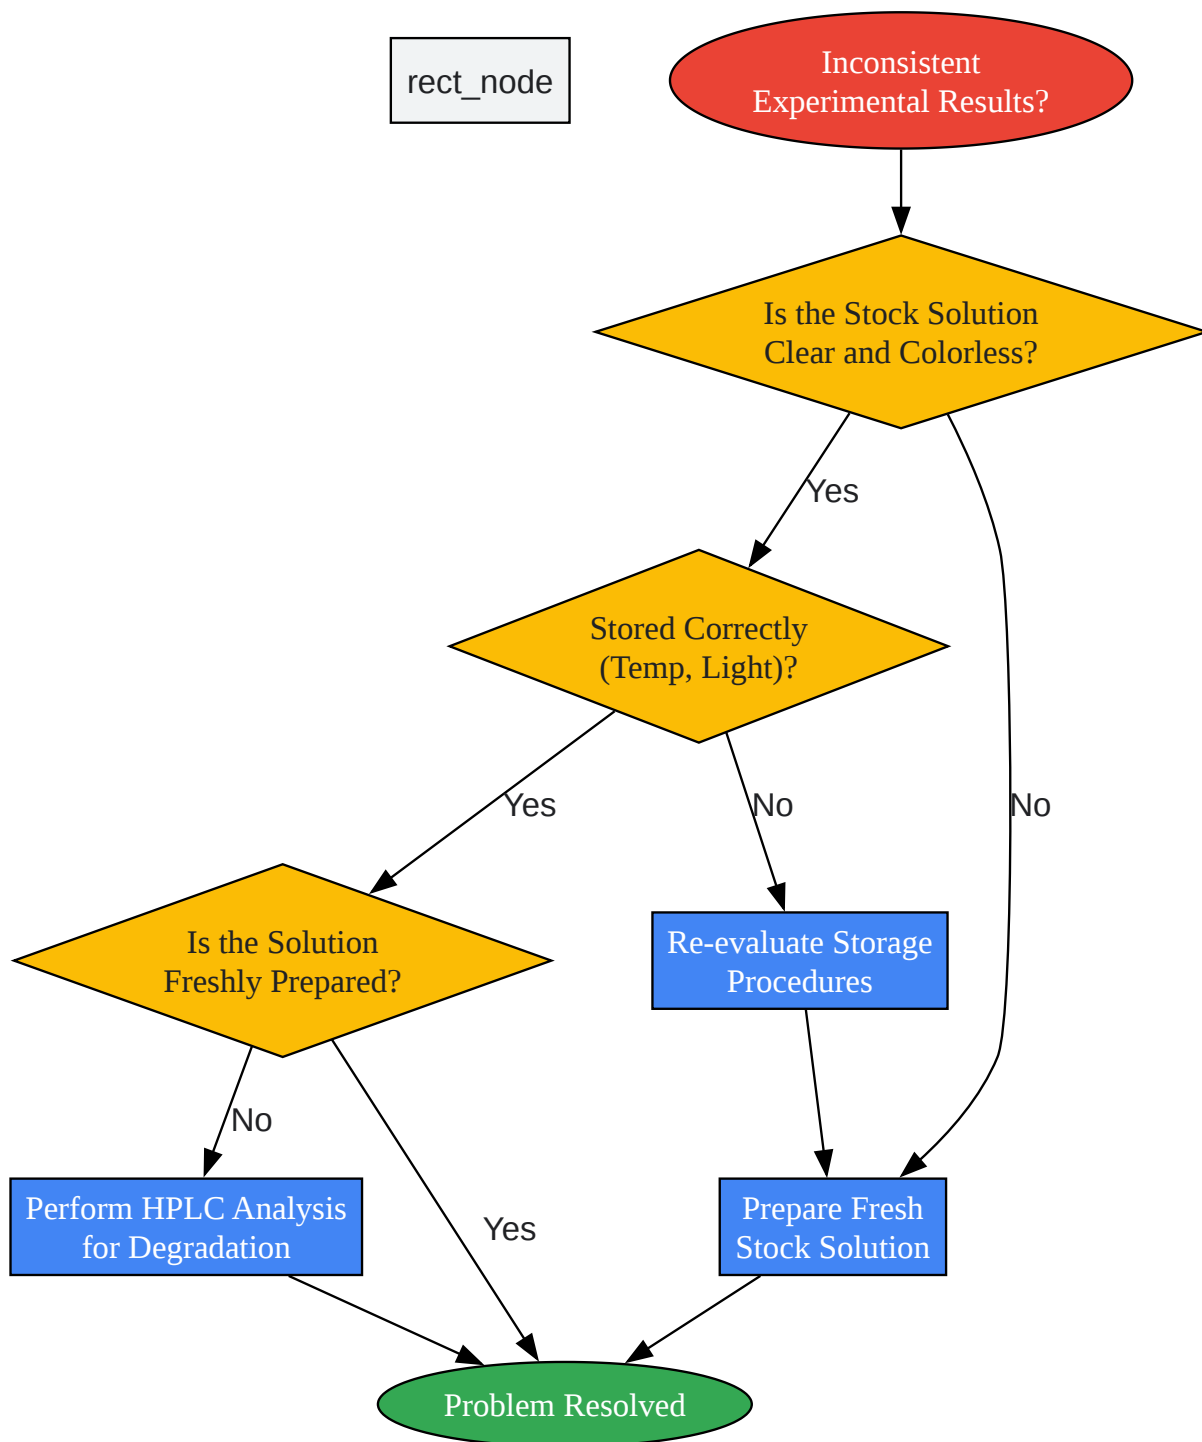 rect_node
Inconsistent
Experimental Results?
Is the Stock Solution
Clear and Colorless?
Yes
Stored Correctly
(Temp, Light)?
Yes
No
No
Is the Solution
Freshly Prepared?
Re-evaluate Storage
Procedures
No
Yes
Perform HPLC Analysis
for Degradation
Prepare Fresh
Stock Solution
Problem Resolved